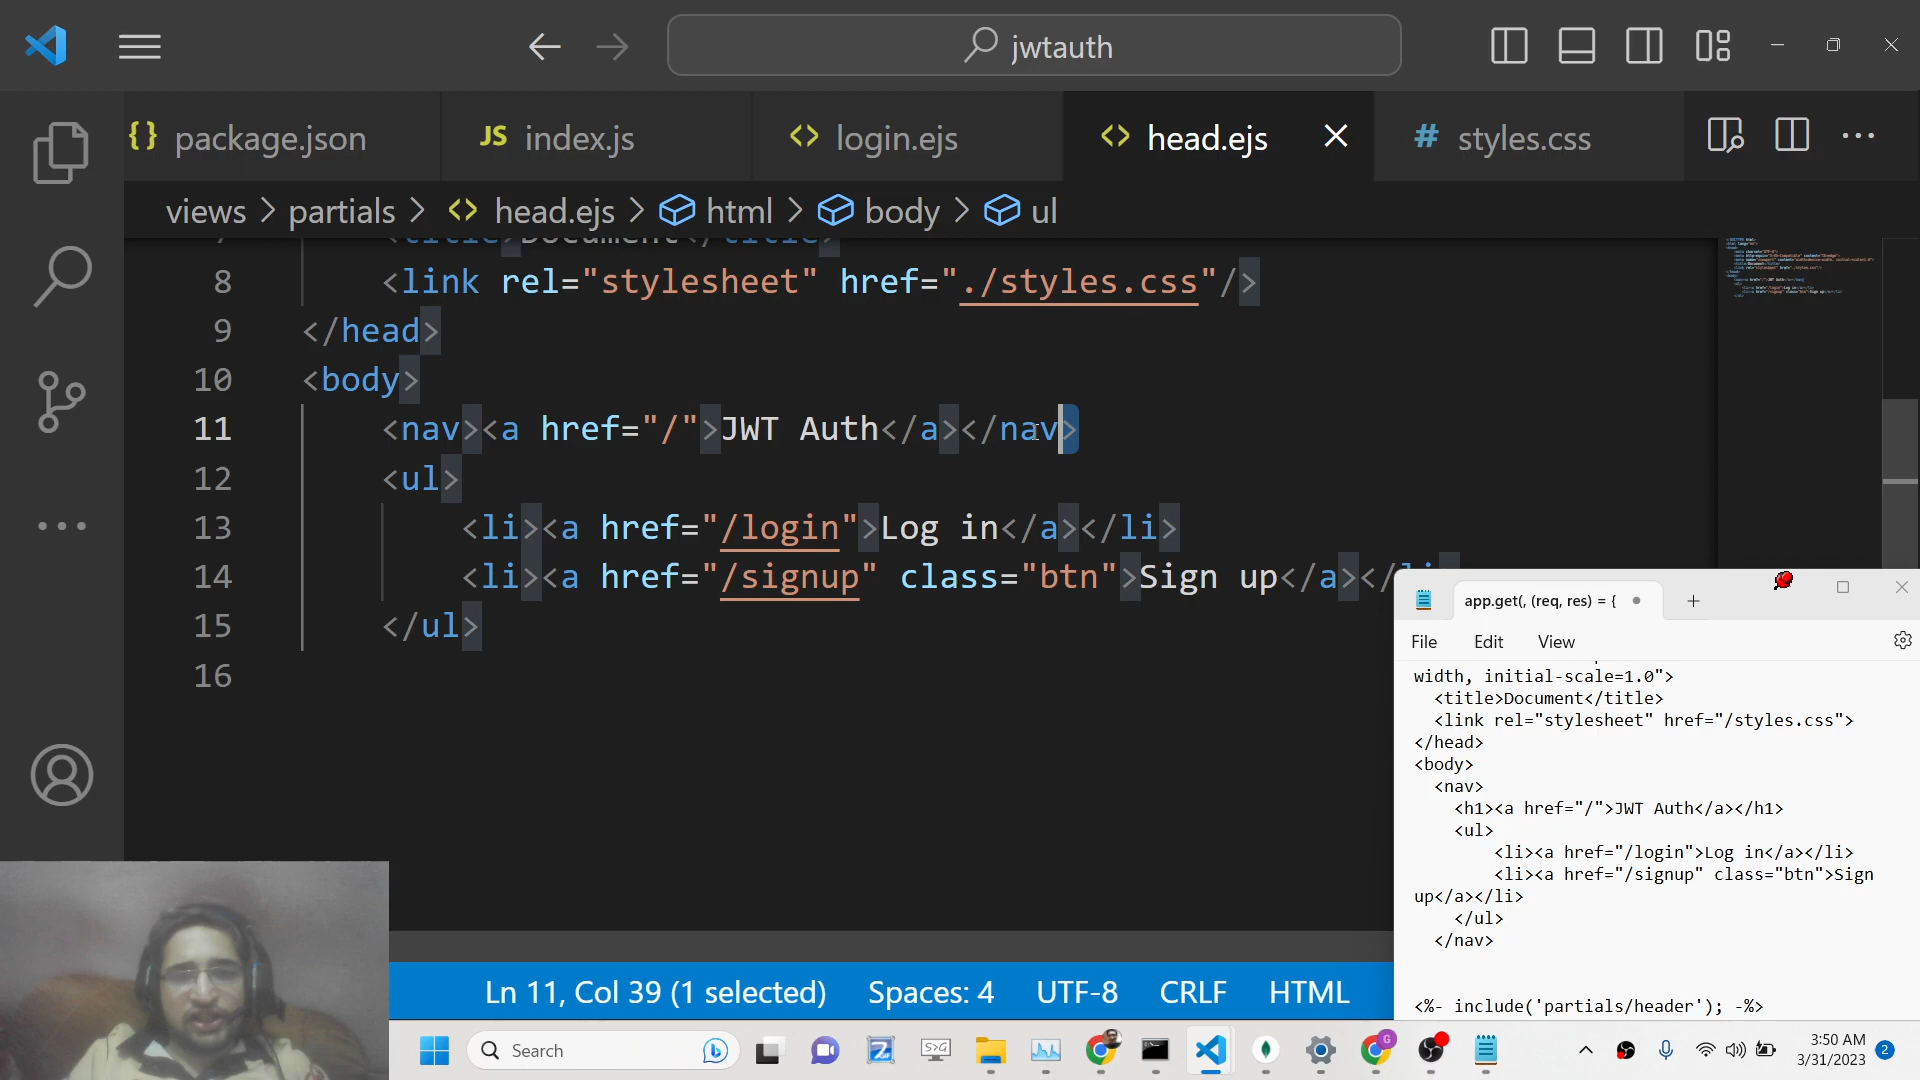 jwtauth
{} package.json
JS index.js
<> login.ejs
<> head.ejs
# styles.css
views > partials > <> head.ejs > html > body > ul
<title>Document</title>
8 <link rel="stylesheet" href="./styles.css"/>
9 </head>
10 <body>
11 <nav><a href="/">JWT Auth</a></nav>
12 <ul>
13 <li><a href="/login">Log in</a></li>
14 <li><a href="/signup" class="btn">Sign up</a></li
15 </ul>
16
app.get(, (req, res) = {
File Edit View
width, initial-scale=1.0">
<title>Document</title>
<link rel="stylesheet" href="/styles.css">
</head>
<body>
<nav>
<h1><a href="/">JWT Auth</a></h1>
<ul>
<li><a href="/login">Log in</a></li>
<li><a href="/signup" class="btn">Sign
up</a></li>
</ul>
</nav>
<%- include('partials/header'); -%>
Ln 11, Col 39 (1 selected) Spaces: 4 UTF-8 CRLF HTML
Search
3:50 AM
3/31/2023
2